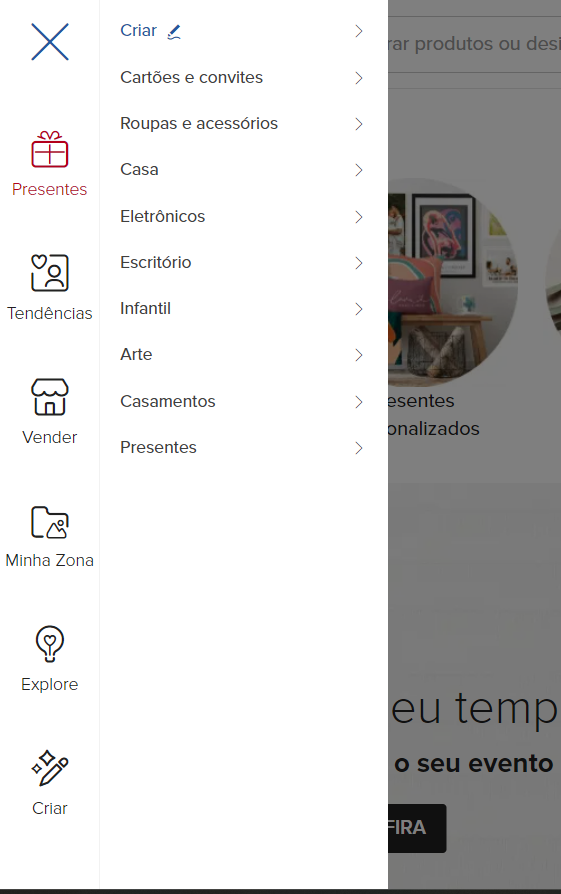 Presentes
Tendências
Vender
Minha Zona
Explore
Criar
Criar
Cartões e convites
Roupas e acessórios
Casa
Eletrônicos
Escritório
Infantil
Arte
Casamentos
Presentes
rar produtos ou desi
esentes
onalizados
eu temp
o seu evento
FIRA